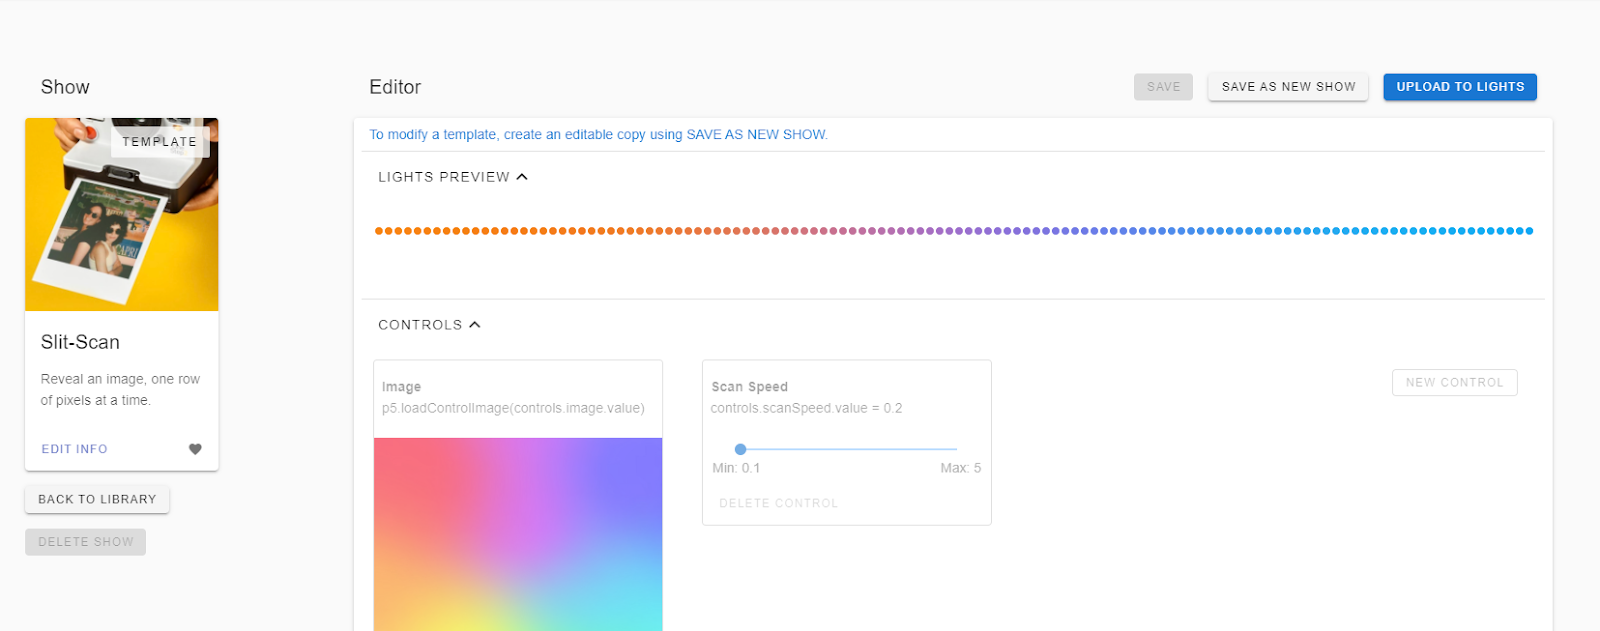 Show
Editor
SAVE
SAVE AS NEW SHOW
UPLOAD TO LIGHTS
TEMPLATE
CAPRI
Slit-Scan
Reveal an image, one row
of pixels at a time.
EDIT INFO
BACK TO LIBRARY
DELETE SHOW
To modify a template, create an editable copy using SAVE AS NEW SHOW.
LIGHTS PREVIEW
CONTROLS
Image
p5.loadControlImage(controls.image.value)
Scan Speed
controls.scanSpeed.value = 0.2
Min: 0.1
Max: 5
DELETE CONTROL
NEW CONTROL